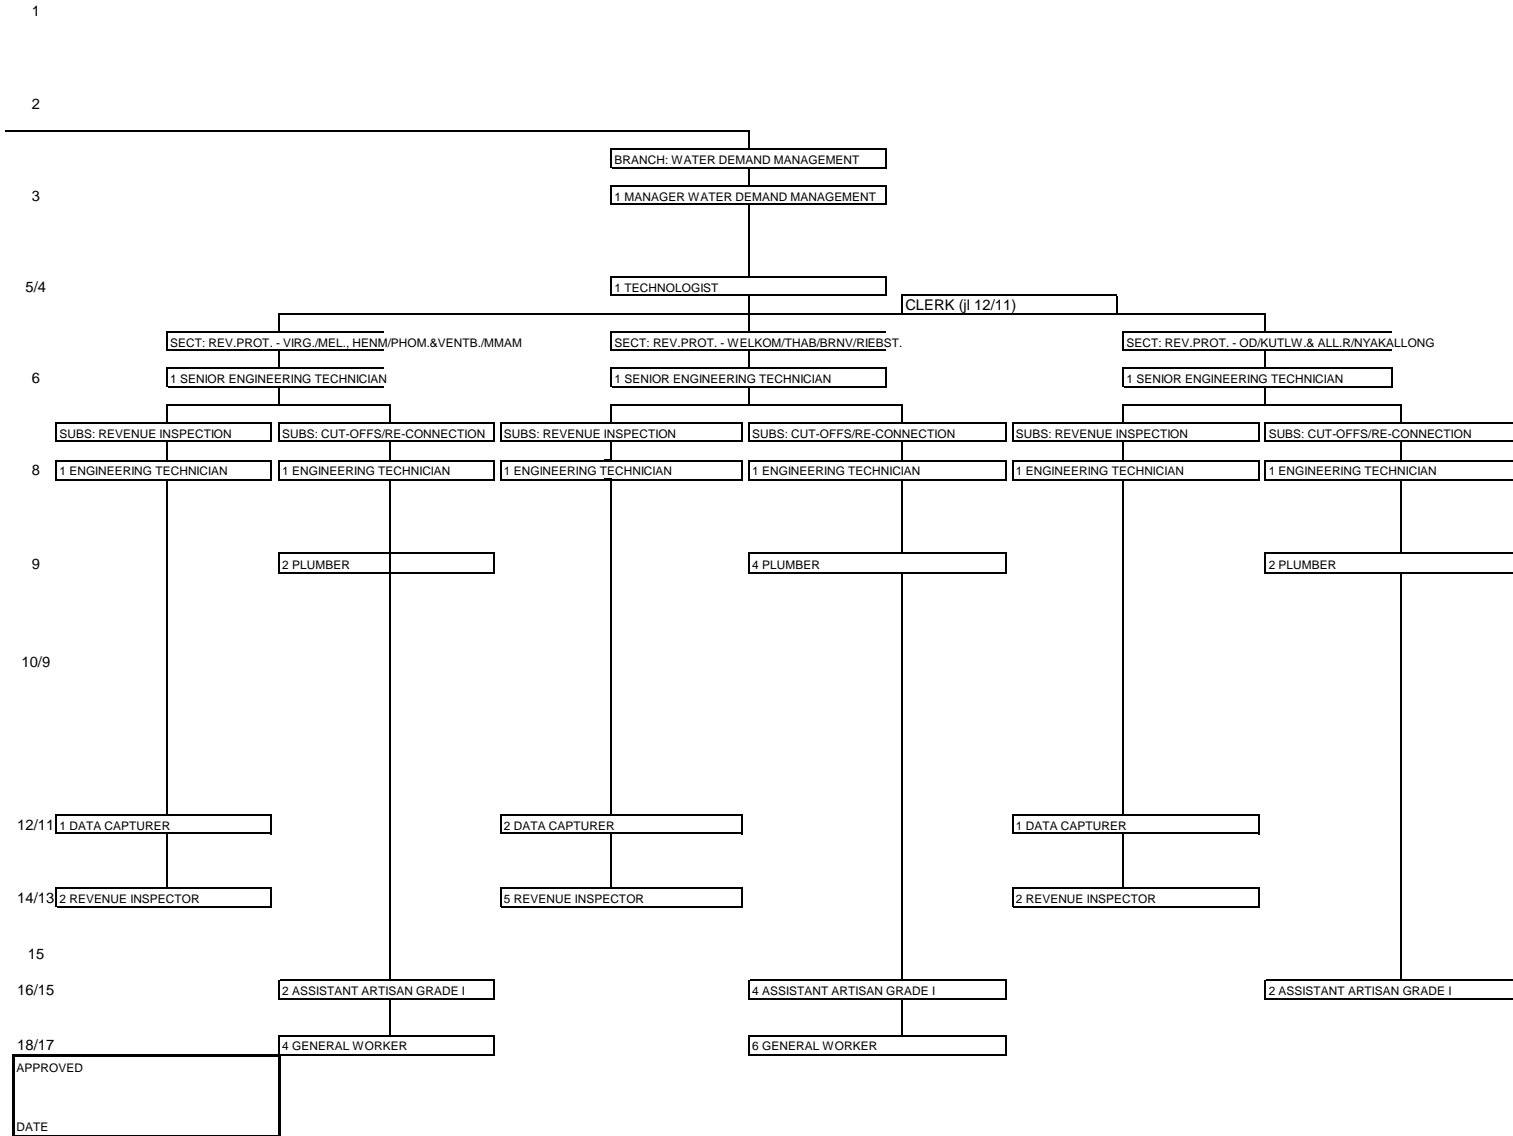 1
2
BRANCH: WATER DEMAND MANAGEMENT
3
1 MANAGER WATER DEMAND MANAGEMENT
5/4
1 TECHNOLOGIST
CLERK (jl 12/11)
SECT: REV.PROT. - VIRG./MEL., HENM/PHOM.&VENTB./MMAM
SECT: REV.PROT. - WELKOM/THAB/BRNV/RIEBST.
SECT: REV.PROT. - OD/KUTLW.& ALL.R/NYAKALLONG
6
1 SENIOR ENGINEERING TECHNICIAN
1 SENIOR ENGINEERING TECHNICIAN
1 SENIOR ENGINEERING TECHNICIAN
SUBS: REVENUE INSPECTION
SUBS: CUT-OFFS/RE-CONNECTION
SUBS: REVENUE INSPECTION
SUBS: CUT-OFFS/RE-CONNECTION
SUBS: REVENUE INSPECTION
SUBS: CUT-OFFS/RE-CONNECTION
8
1 ENGINEERING TECHNICIAN
1 ENGINEERING TECHNICIAN
1 ENGINEERING TECHNICIAN
1 ENGINEERING TECHNICIAN
1 ENGINEERING TECHNICIAN
1 ENGINEERING TECHNICIAN
9
2 PLUMBER
4 PLUMBER
2 PLUMBER
10/9
12/11
1 DATA CAPTURER
2 DATA CAPTURER
1 DATA CAPTURER
14/13
2 REVENUE INSPECTOR
5 REVENUE INSPECTOR
2 REVENUE INSPECTOR
15
16/15
2 ASSISTANT ARTISAN GRADE I
4 ASSISTANT ARTISAN GRADE I
2 ASSISTANT ARTISAN GRADE I
18/17
4 GENERAL WORKER
6 GENERAL WORKER
APPROVED
DATE